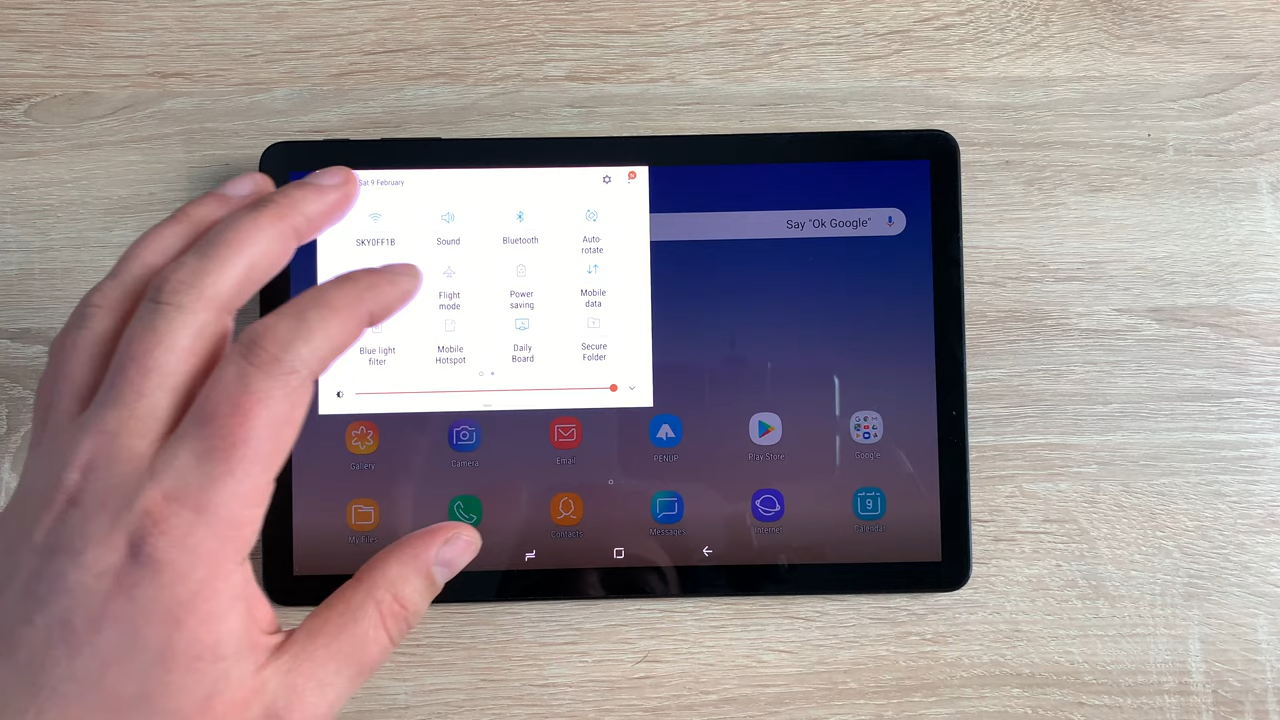 Sat 9 February
N
Say "Ok Google"
SKY0FF1B
Sound
Bluetooth
Auto-
rotate
Flight
mode
Power
saving
Mobile
data
Blue light
filter
Mobile
Hotspot
Daily
Board
Secure
Folder
Gallery
Camera
Email
PENUP
Play Store
Google
My Files
Contacts
Messages
Internet
9
Calendar